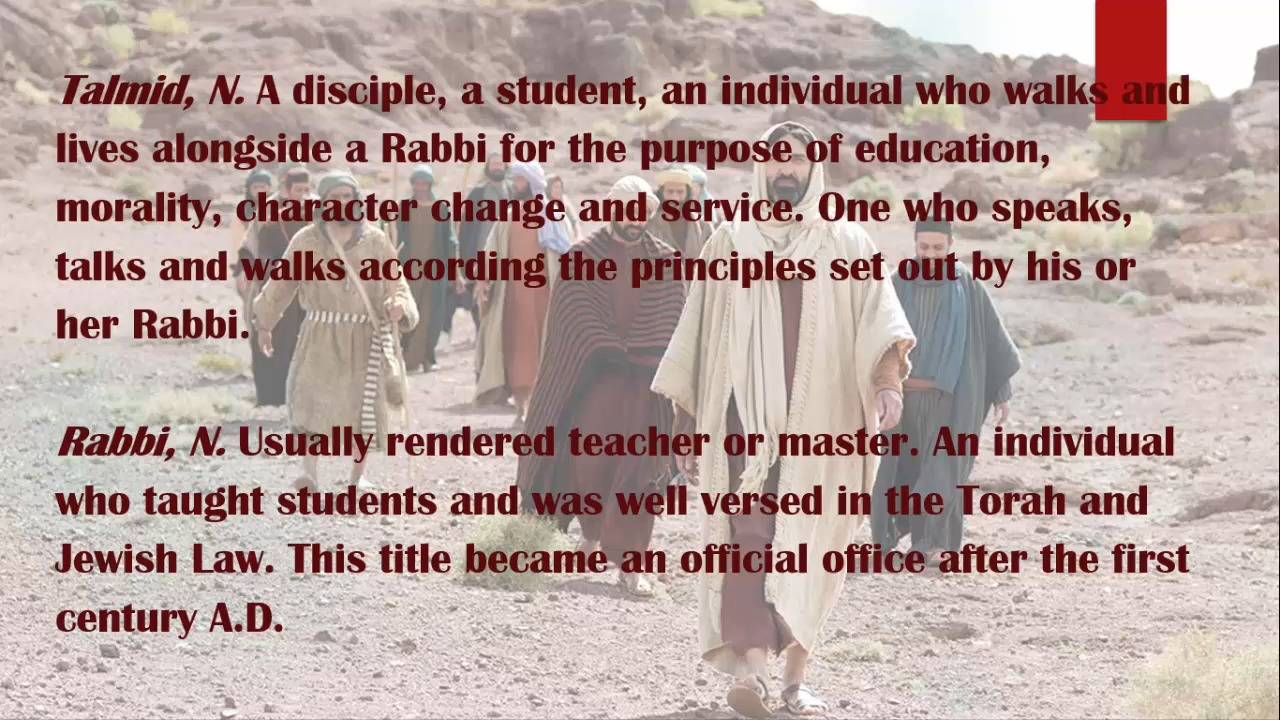 Talmid, N. A disciple, a student, an individual who walks and
lives alongside a Rabbi for the purpose of education,
morality, character change and service. One who speaks,
talks and walks according the principles set out by his or
her Rabbi.
Rabbi, N. Usually rendered teacher or master. An individual
who taught students and was well versed in the Torah and
Jewish Law. This title became an official office after the first
century A.D.